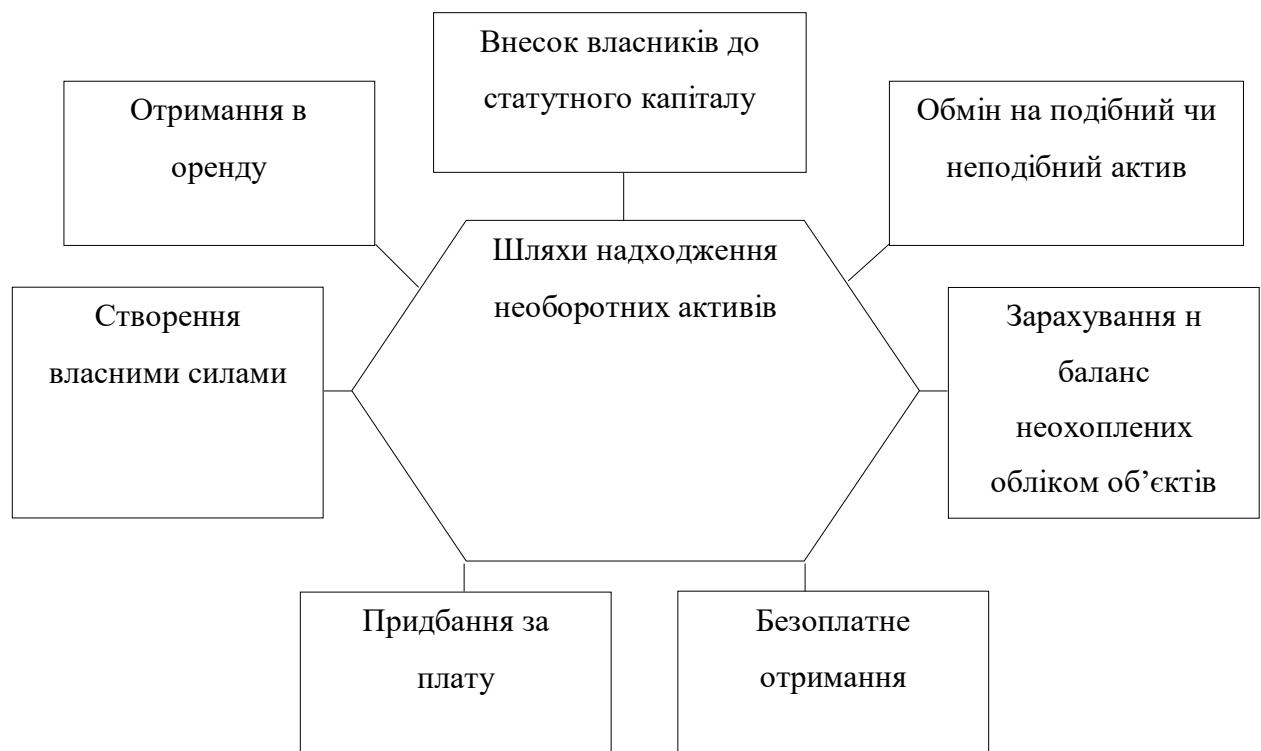 Внесок власників до
статутного капіталу
Отримання в
оренду
Обмін на подібний чи
неподібний актив
Шляхи надходження
необоротних активів
Створення
власними силами
Зарахування н
баланс
неохоплених
обліком об’єктів
Придбання за
плату
Безоплатне
отримання